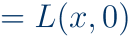 = L(x, 0)